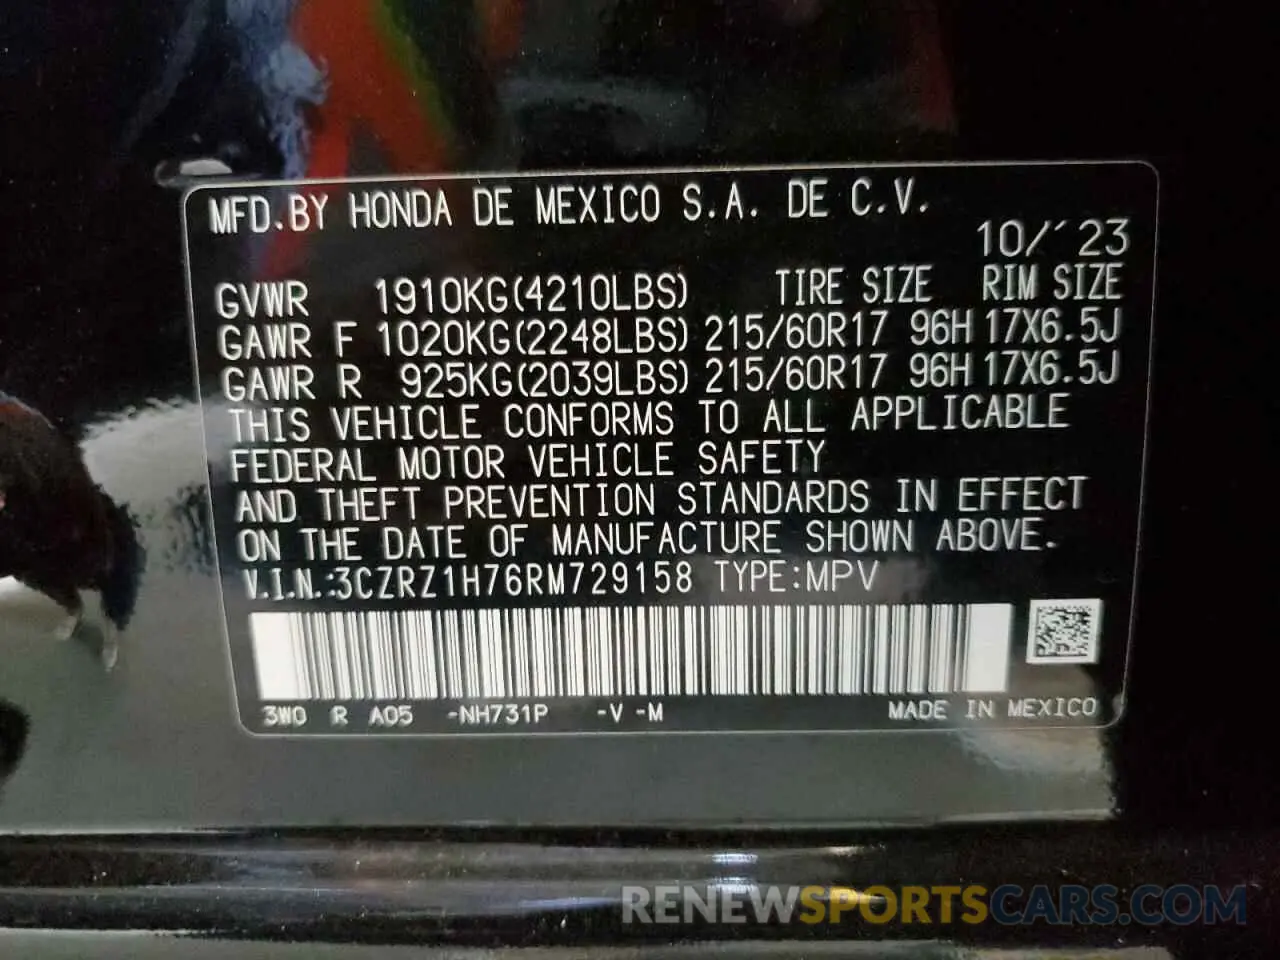 MFD.BY HONDA DE MEXICO S.A. DE C.V.
10/´23
GVWR 1910KG(4210LBS) TIRE SIZE RIM SIZE
GAWR F 1020KG(2248LBS) 215/60R17 96H 17X6.5J
GAWR R 925KG(2039LBS) 215/60R17 96H 17X6.5J
THIS VEHICLE CONFORMS TO ALL APPLICABLE
FEDERAL MOTOR VEHICLE SAFETY
AND THEFT PREVENTION STANDARDS IN EFFECT
ON THE DATE OF MANUFACTURE SHOWN ABOVE.
V.I.N.:3CZRZ1H76RM729158 TYPE:MPV
3W0 R A05 -NH731P -V -M MADE IN MEXICO
RENEWSPORTSCARS.COM